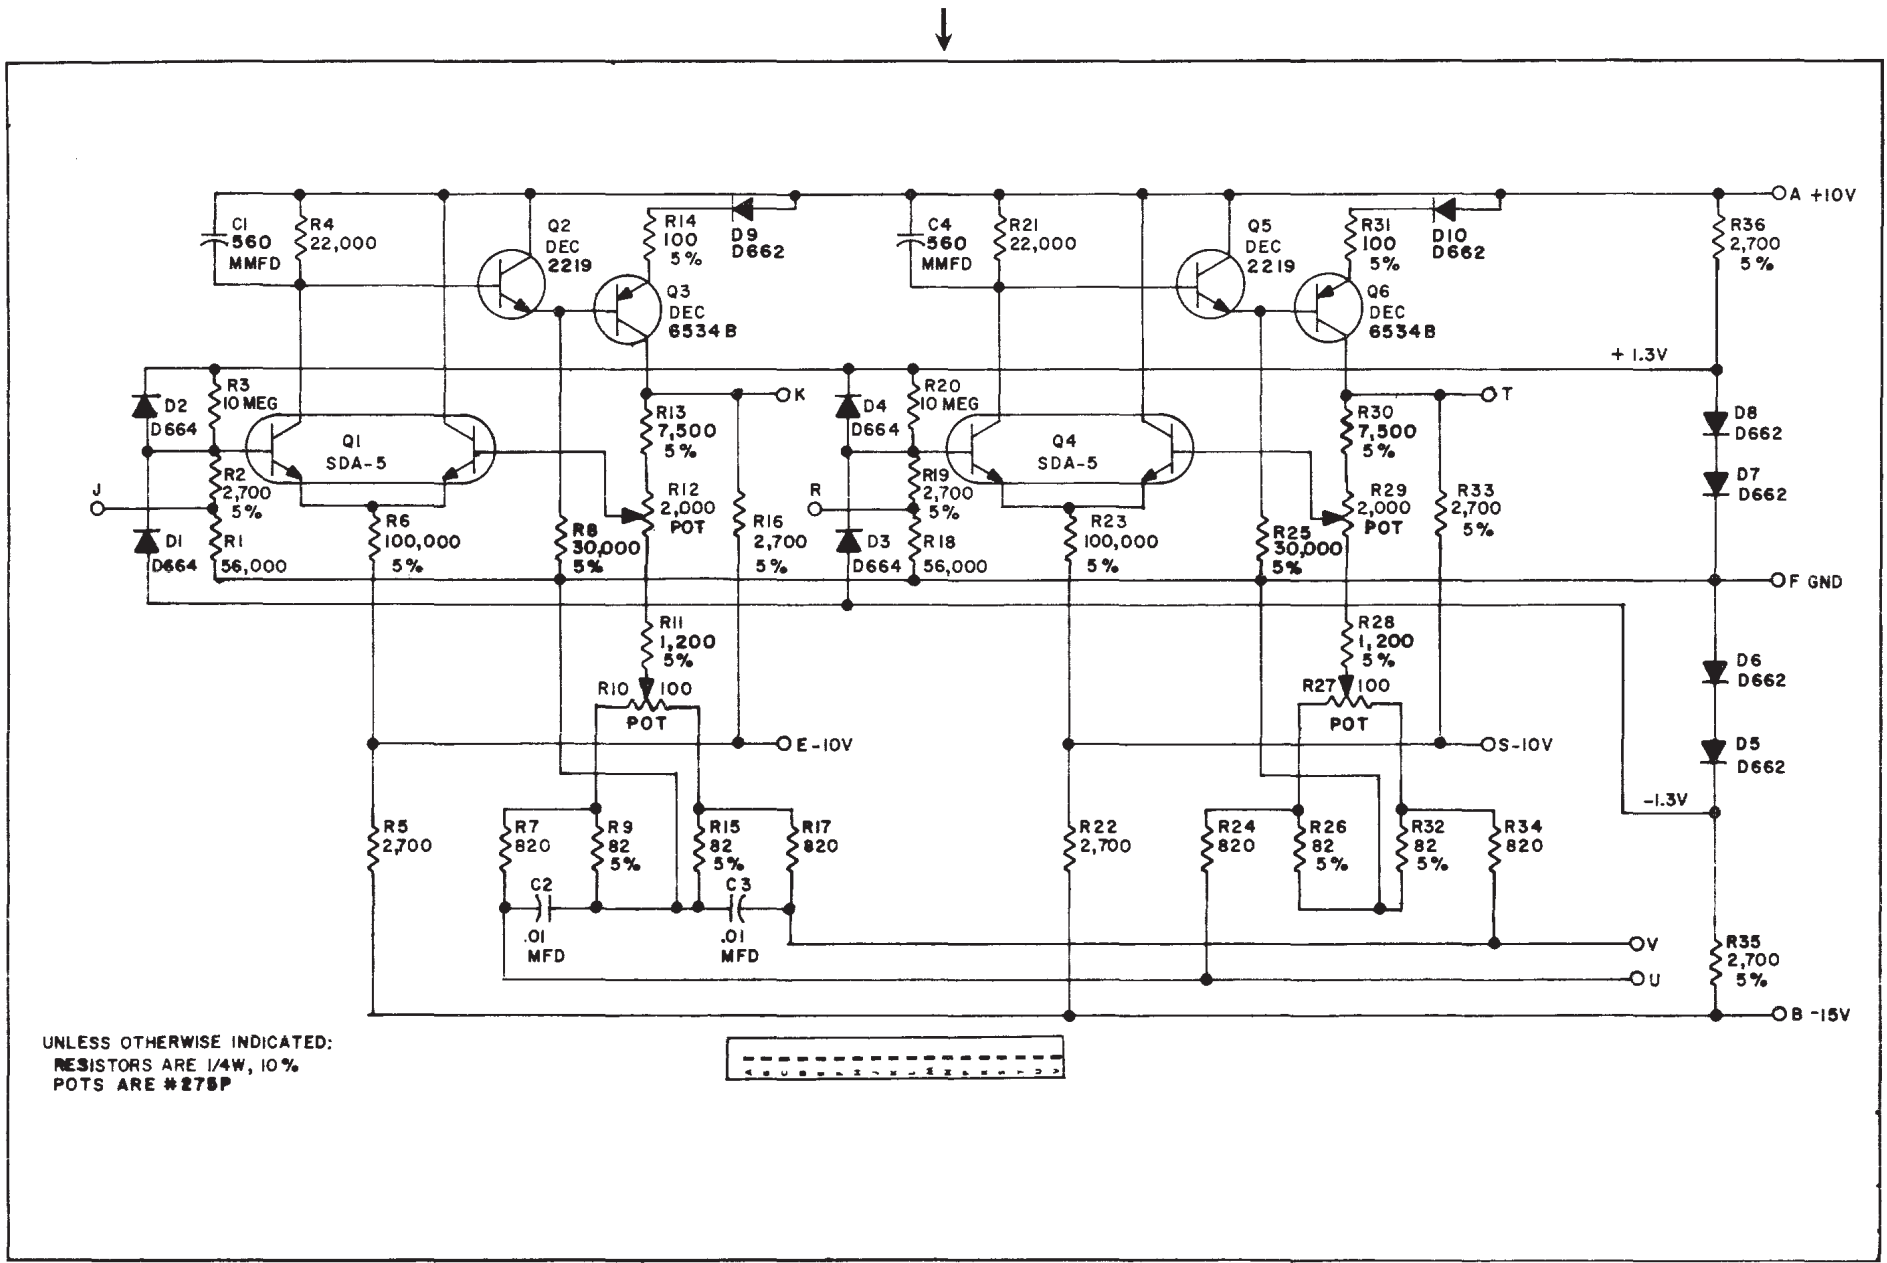 A +10V
C1
560
MMFD
R4
22,000
Q2
DEC
2219
R14
100
5%
D9
D662
Q3
DEC
6534B
C4
560
MMFD
R21
22,000
Q5
DEC
2219
R31
100
5%
D10
D662
Q6
DEC
6534B
R36
2,700
5%
+ 1.3V
D2
D664
R3
10 MEG
Q1
SDA-5
R13
7,500
5%
K
D4
D664
R20
10 MEG
Q4
SDA-5
R30
7,500
5%
T
D8
D662
D7
D662
J
R2
2,700
5%
D1
D664
R1
56,000
R6
100,000
5%
R8
30,000
5%
R12
2,000
POT
R16
2,700
5%
R
R19
2,700
5%
D3
D664
R18
56,000
R23
100,000
5%
R25
30,000
5%
R29
2,000
POT
R33
2,700
5%
F GND
R11
1,200
5%
R10
100
POT
E -10V
R28
1,200
5%
R27
100
POT
S-10V
D6
D662
D5
D662
-1.3V
R5
2,700
R7
820
R9
82
5%
R15
82
5%
R17
820
R22
2,700
R24
820
R26
82
5%
R32
82
5%
R34
820
C2
.01
MFD
C3
.01
MFD
V
U
R35
2,700
5%
B -15V
UNLESS OTHERWISE INDICATED:
RESISTORS ARE 1/4W, 10%
POTS ARE #275P